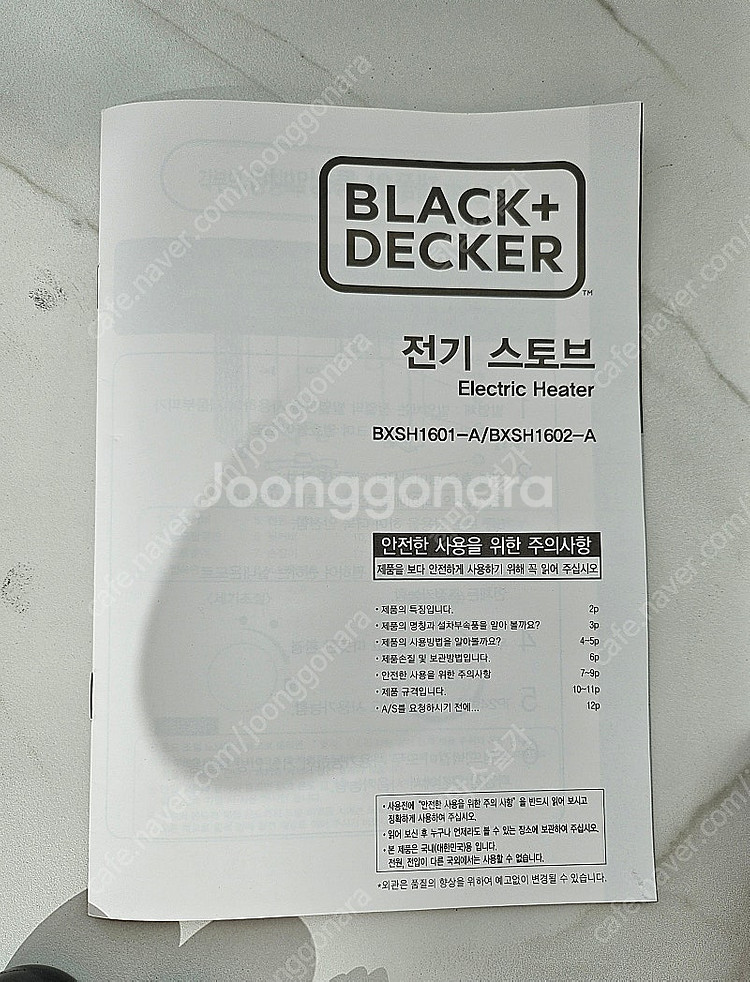 BLACK+
DECKER
TM
전기 스토브
Electric Heater
BXSH1601-A/BXSH1602-A
Joonggonara
안전한 사용을 위한 주의사항
제품을 보다 안전하게 사용하기 위해 꼭 읽어 주십시오
· 제품의 특징입니다. 2p
· 제품의 명칭과 설치부속품을 알아 볼까요? 3p
· 제품의 사용방법을 알아볼까요? 4-5p
· 제품손질 및 보관방법입니다. 6p
· 안전한 사용을 위한 주의사항 7-9p
· 제품 규격입니다. 10-11p
· A/S를 요청하시기 전에... 12p
· 사용전에 "안전한 사용을 위한 주의 사항" 을 반드시 읽어 보시고
정확하게 사용하여 주십시오.
· 읽어 보신 후 누구나 언제라도 볼 수 있는 장소에 보관하여 주십시오.
· 본 제품은 국내(대한민국)용 입니다.
전원, 전압이 다른 국외에서는 사용할 수 없습니다.
*외관은 품질의 향상을 위하여 예고없이 변경될 수 있습니다.
cafe.naver.com/joonggonara